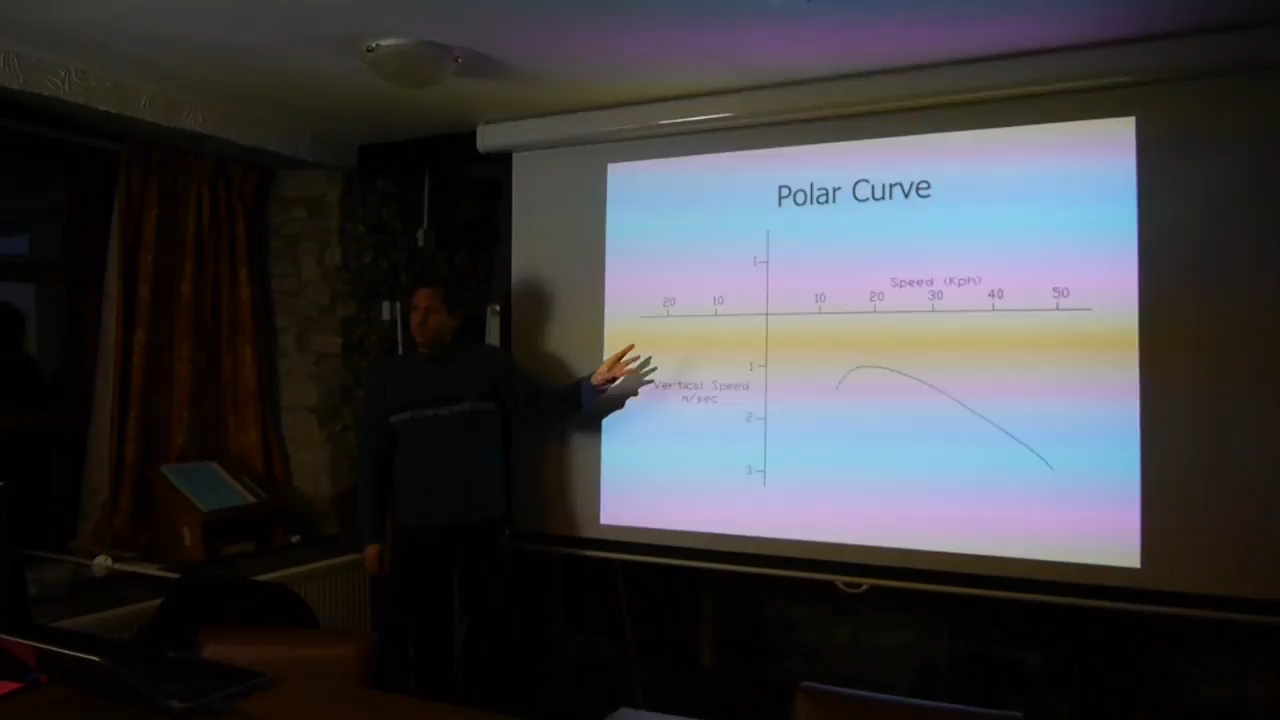 Polar Curve
1
Speed (Kph)
20 10 10 20 30 40 50
1
Vertical Speed
m/sec
2
3